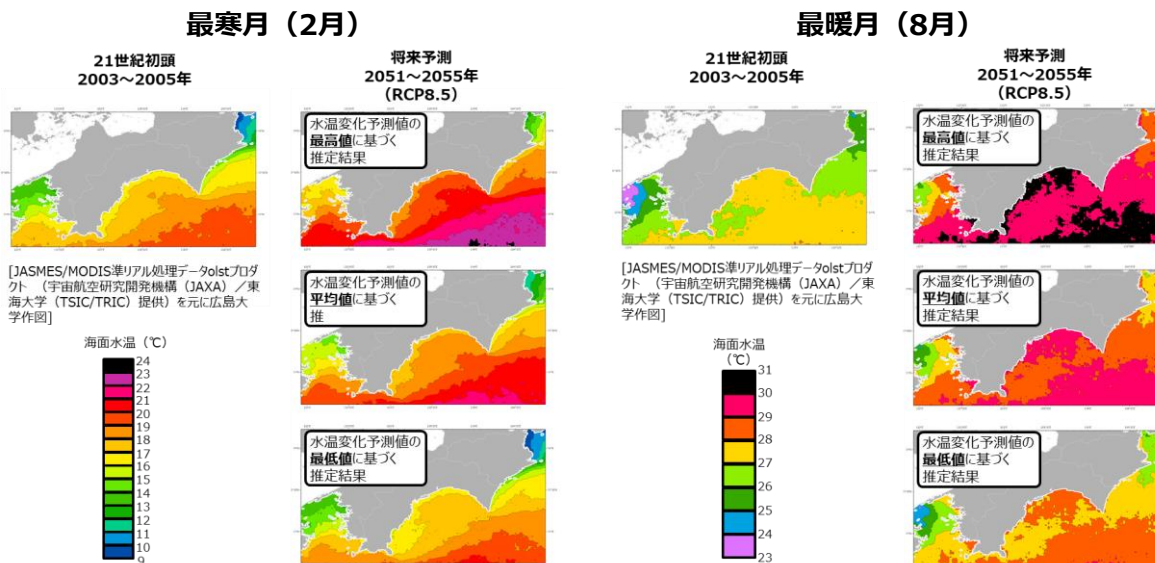 最寒月（2月）
21世紀初頭
2003～2005年
将来予測
2051～2055年
（RCP8.5）
水温変化予測値の
最高値に基づく
推定結果
[JASMES/MODIS準リアル処理データolstプロダ
クト （宇宙航空研究開発機構（JAXA）／東
海大学（TSIC/TRIC）提供）を元に広島大
学作図]
水温変化予測値の
平均値に基づく
推
海面水温（℃）
24
23
22
21
20
19
18
17
16
15
14
13
12
11
10
9
水温変化予測値の
最低値に基づく
推定結果
最暖月（8月）
21世紀初頭
2003～2005年
将来予測
2051～2055年
（RCP8.5）
水温変化予測値の
最高値に基づく
推定結果
[JASMES/MODIS準リアル処理データolstプロダ
クト （宇宙航空研究開発機構（JAXA）／東
海大学（TSIC/TRIC）提供）を元に広島大
学作図]
水温変化予測値の
平均値に基づく
推定結果
海面水温
（℃）
31
30
29
28
27
26
25
24
23
水温変化予測値の
最低値に基づく
推定結果